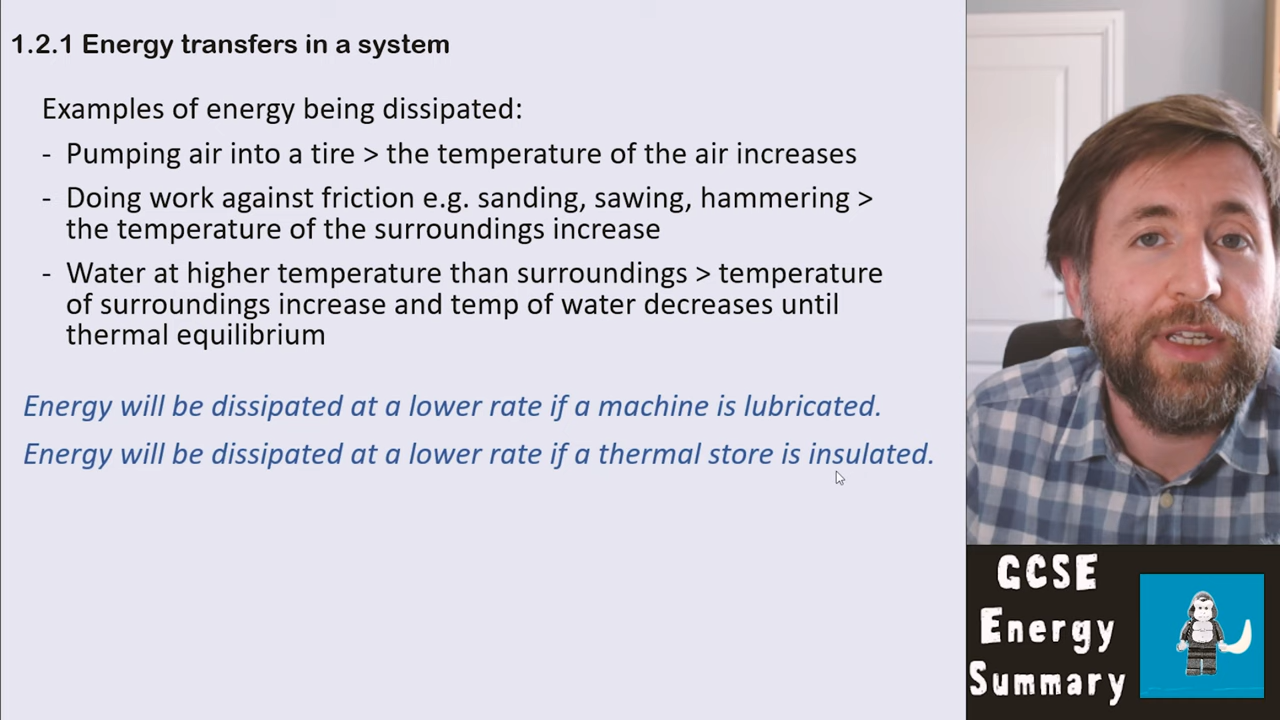 1.2.1 Energy transfers in a system
Examples of energy being dissipated:
- Pumping air into a tire > the temperature of the air increases
- Doing work against friction e.g. sanding, sawing, hammering >
the temperature of the surroundings increase
- Water at higher temperature than surroundings > temperature
of surroundings increase and temp of water decreases until
thermal equilibrium
Energy will be dissipated at a lower rate if a machine is lubricated.
Energy will be dissipated at a lower rate if a thermal store is insulated.
GCSE
Energy
Summary